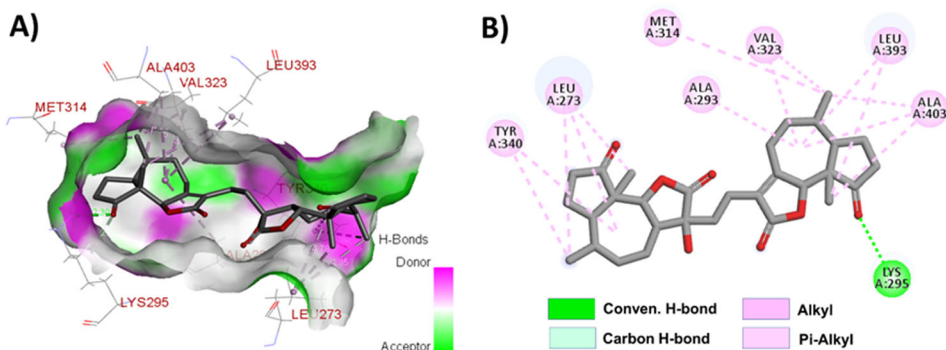 A)
ALA403
VAL323
LEU393
MET314
H-Bonds
Donor
LYS295
LEU273
Acceptor
B)
MET
A:314
VAL
A:323
LEU
A:393
LEU
A:273
ALA
A:293
ALA
A:403
TYR
A:340
LYS
A:295
Conven. H-bond
Alkyl
Carbon H-bond
Pi-Alkyl